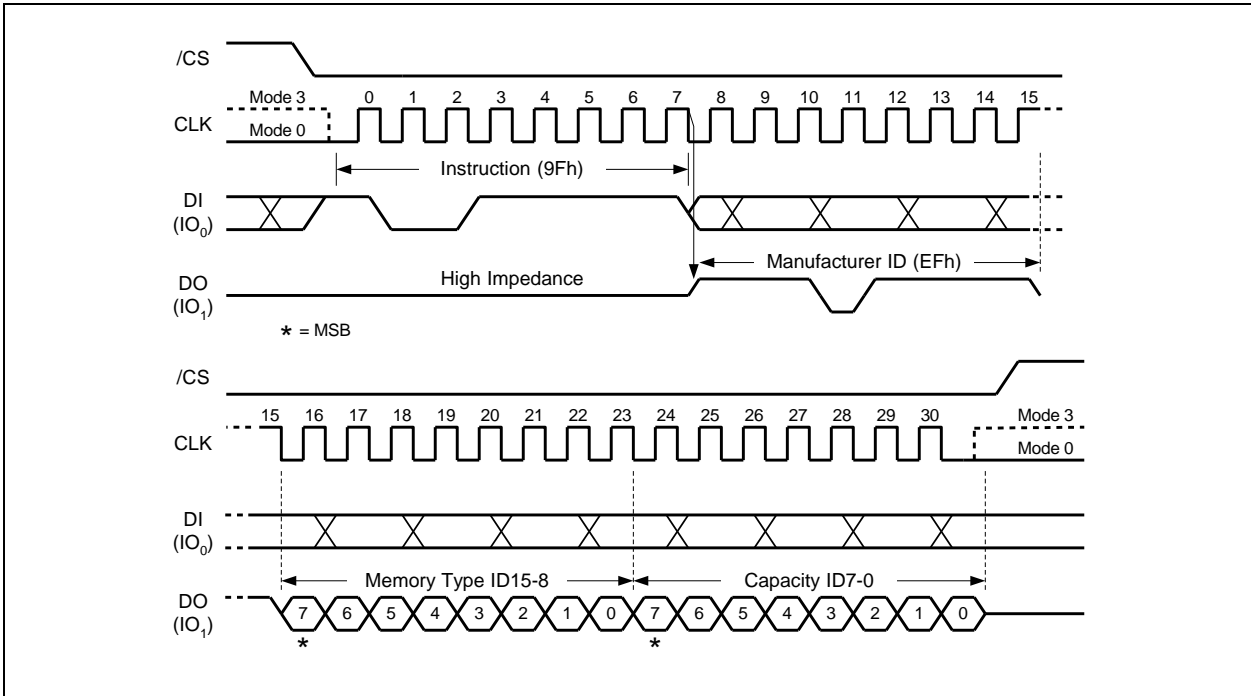 /CS
Mode 3
0 1 2 3 4 5 6 7 8 9 10 11 12 13 14 15
CLK
Mode 0
Instruction (9Fh)
DI
(IO0)
Manufacturer ID (EFh)
High Impedance
DO
(IO1)
* = MSB
/CS
15 16 17 18 19 20 21 22 23 24 25 26 27 28 29 30
Mode 3
CLK
Mode 0
DI
(IO0)
Memory Type ID15-8
Capacity ID7-0
DO
(IO1)
7 6 5 4 3 2 1 0 7 6 5 4 3 2 1 0
* *